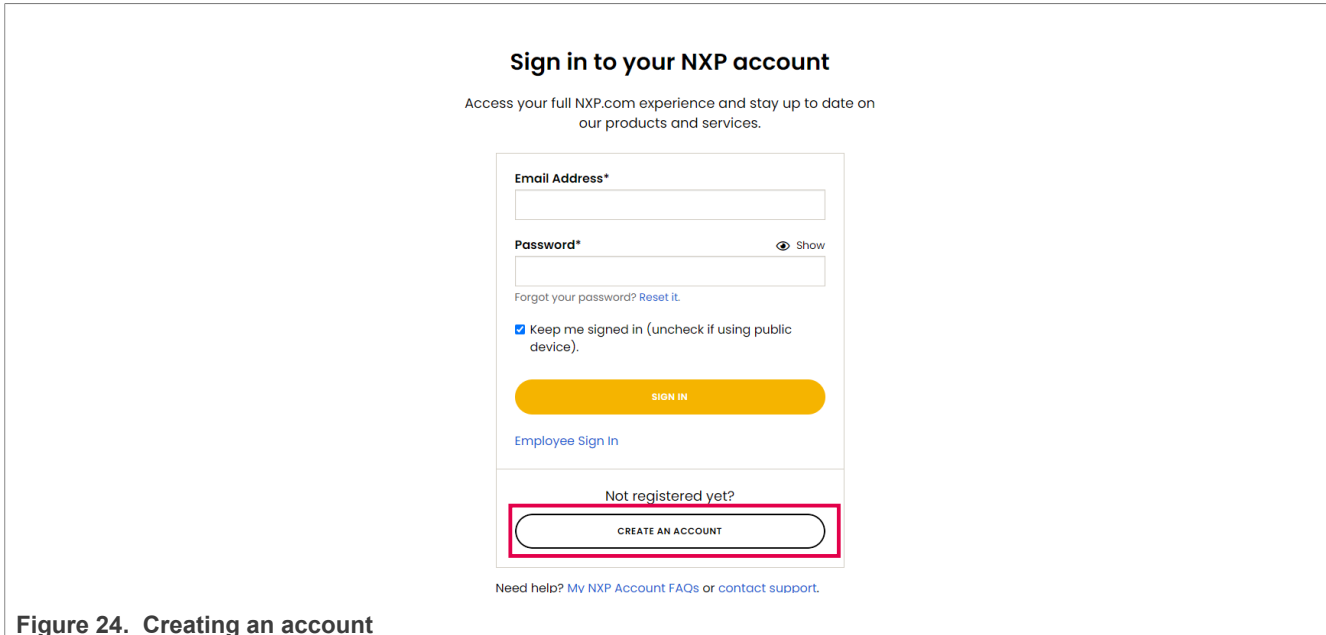 Sign in to your NXP account
Access your full NXP.com experience and stay up to date on
our products and services.
Email Address*
Password*
Show
Forgot your password? Reset it.
Keep me signed in (uncheck if using public
device).
SIGN IN
Employee Sign In
Not registered yet?
CREATE AN ACCOUNT
Need help? My NXP Account FAQs or contact support.
Figure 24. Creating an account